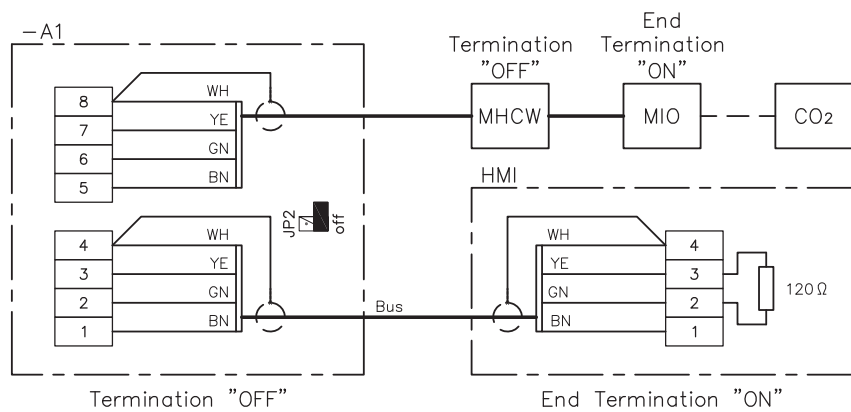 -A1
8 WH
7 YE
6 GN
5 BN
Termination
"OFF"
End
Termination
"ON"
MHCW
MIO
CO2
JP2
off
4 WH
3 YE
2 GN
1 BN
Bus
HMI
WH 4
YE 3
GN 2
BN 1
120Ω
Termination "OFF"
End Termination "ON"